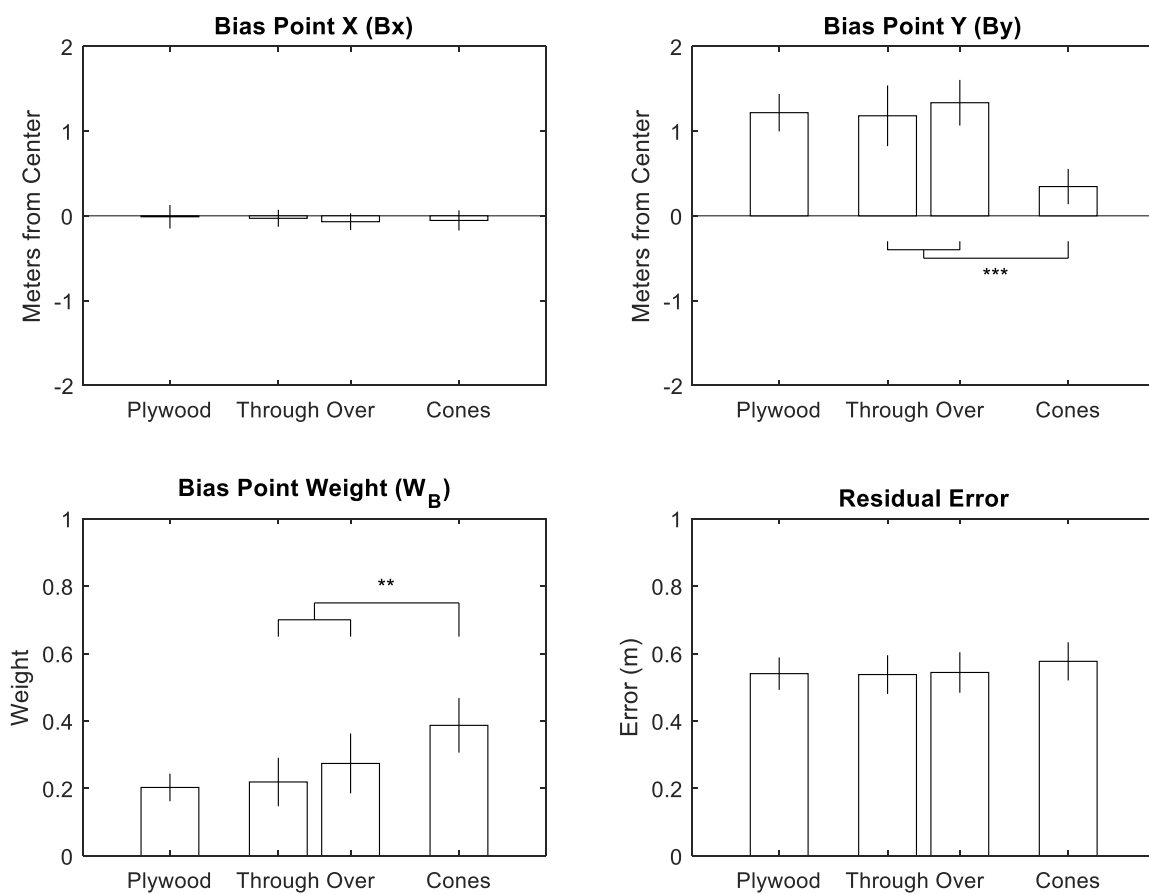 Bias Point X (Bx)
Meters from Center
2
1
0
-1
-2
Plywood Through Over Cones
Bias Point Y (By)
Meters from Center
2
1
0
-1
-2
***
Plywood Through Over Cones
Bias Point Weight (W_B)
Weight
1
0.8
0.6
0.4
0.2
0
**
Plywood Through Over Cones
Residual Error
Error (m)
1
0.8
0.6
0.4
0.2
0
Plywood Through Over Cones